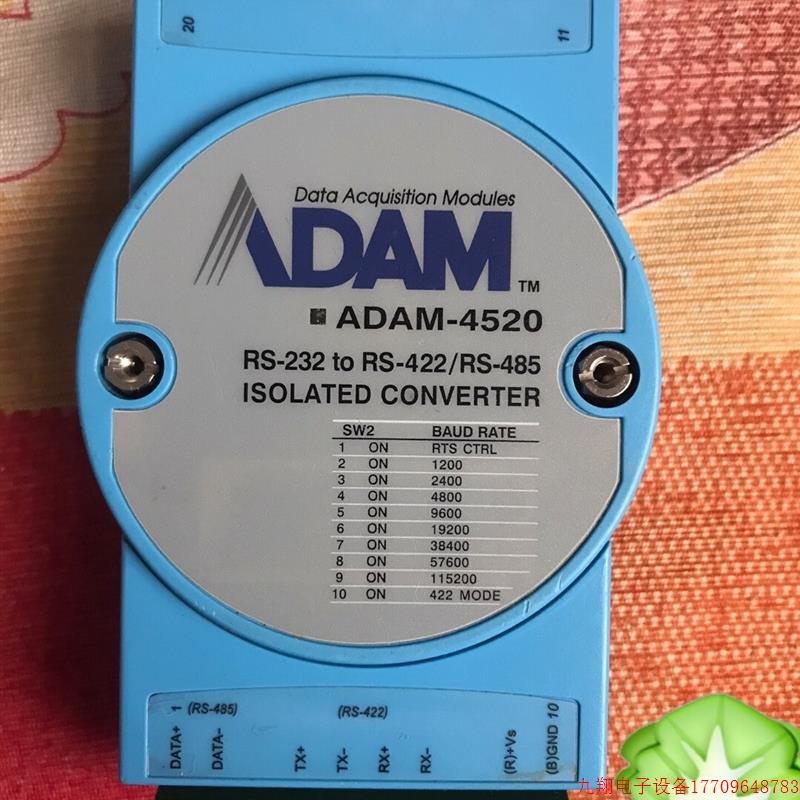 20 11
Data Acquisition Modules
ADAM TM
ADAM-4520
RS-232 to RS-422/RS-485
ISOLATED CONVERTER
SW2 BAUD RATE
1 ON RTS CTRL
2 ON 1200
3 ON 2400
4 ON 4800
5 ON 9600
6 ON 19200
7 ON 38400
8 ON 57600
9 ON 115200
10 ON 422 MODE
1 (RS-485) (RS-422) 10
DATA+ DATA- TX+ TX- RX+ RX- (R)+Vs (B)GND
九翔电子设备17709648783